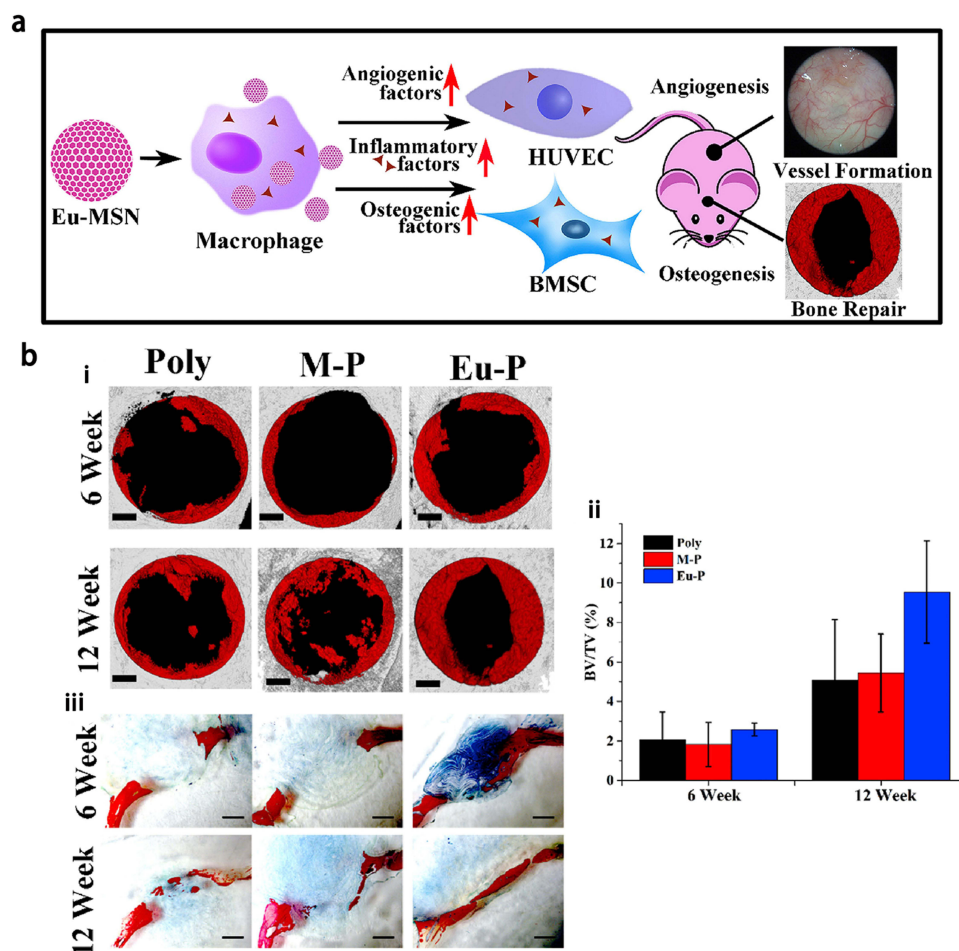 a
Eu-MSN
Macrophage
Angiogenic
factors
Inflammatory
factors
Osteogenic
factors
HUVEC
BMSC
Angiogenesis
Osteogenesis
Vessel Formation
Bone Repair
b
i
Poly
M-P
Eu-P
6 Week
12 Week
ii
Poly
M-P
Eu-P
BV/TV (%)
12
10
8
6
4
2
0
6 Week
12 Week
iii
6 Week
12 Week